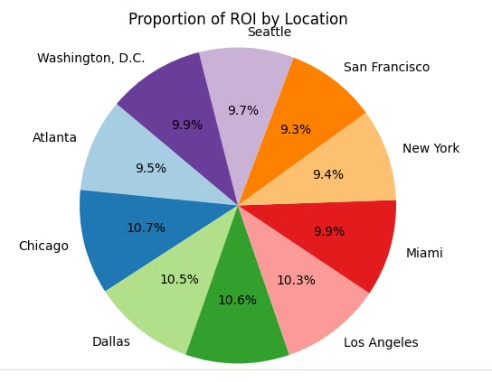 Proportion of ROI by Location
Seattle
Washington, D.C.
San Francisco
9.7%
9.9%
9.3%
Atlanta
New York
9.5%
9.4%
10.7%
9.9%
Chicago
Miami
10.5%
10.3%
10.6%
Dallas
Los Angeles